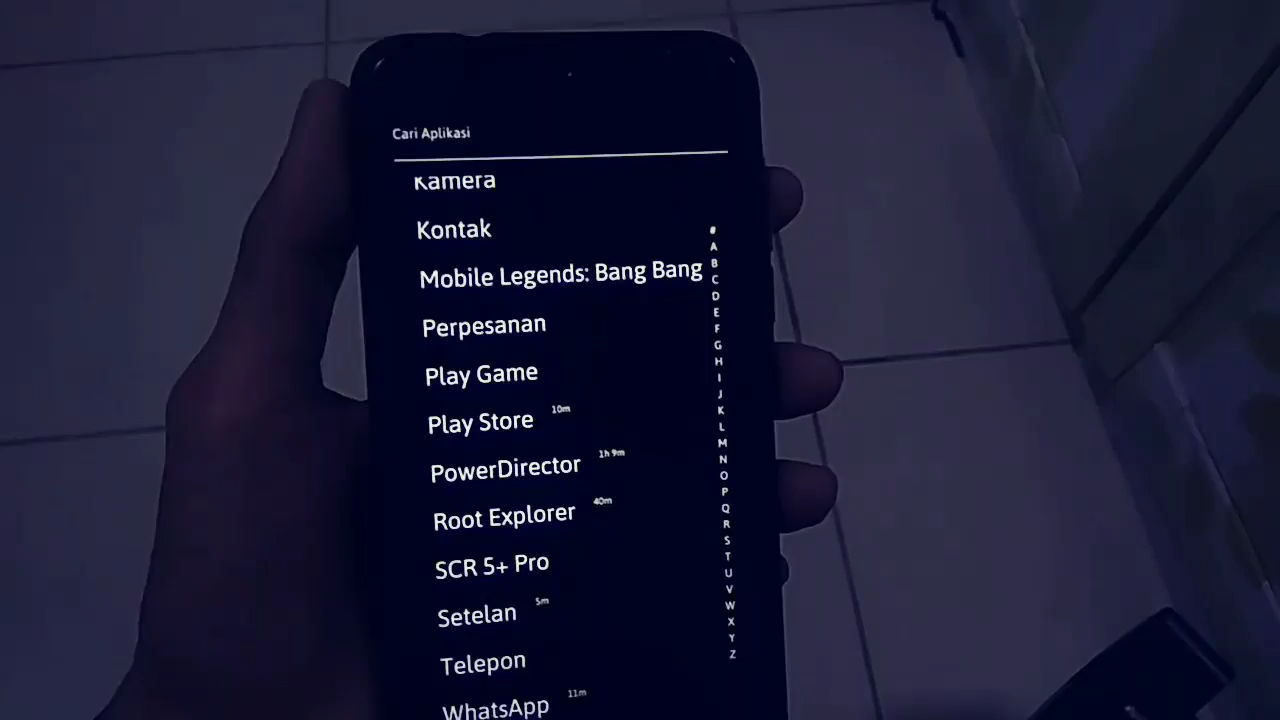 Cari Aplikasi
Kamera
Kontak
Mobile Legends: Bang Bang
Perpesanan
Play Game
Play Store 10m
PowerDirector 1h 9m
Root Explorer 40m
SCR 5+ Pro
Setelan 5m
Telepon
WhatsApp 11m
#
A
B
C
D
E
F
G
H
I
J
K
L
M
N
O
P
Q
R
S
T
U
V
W
X
Y
Z